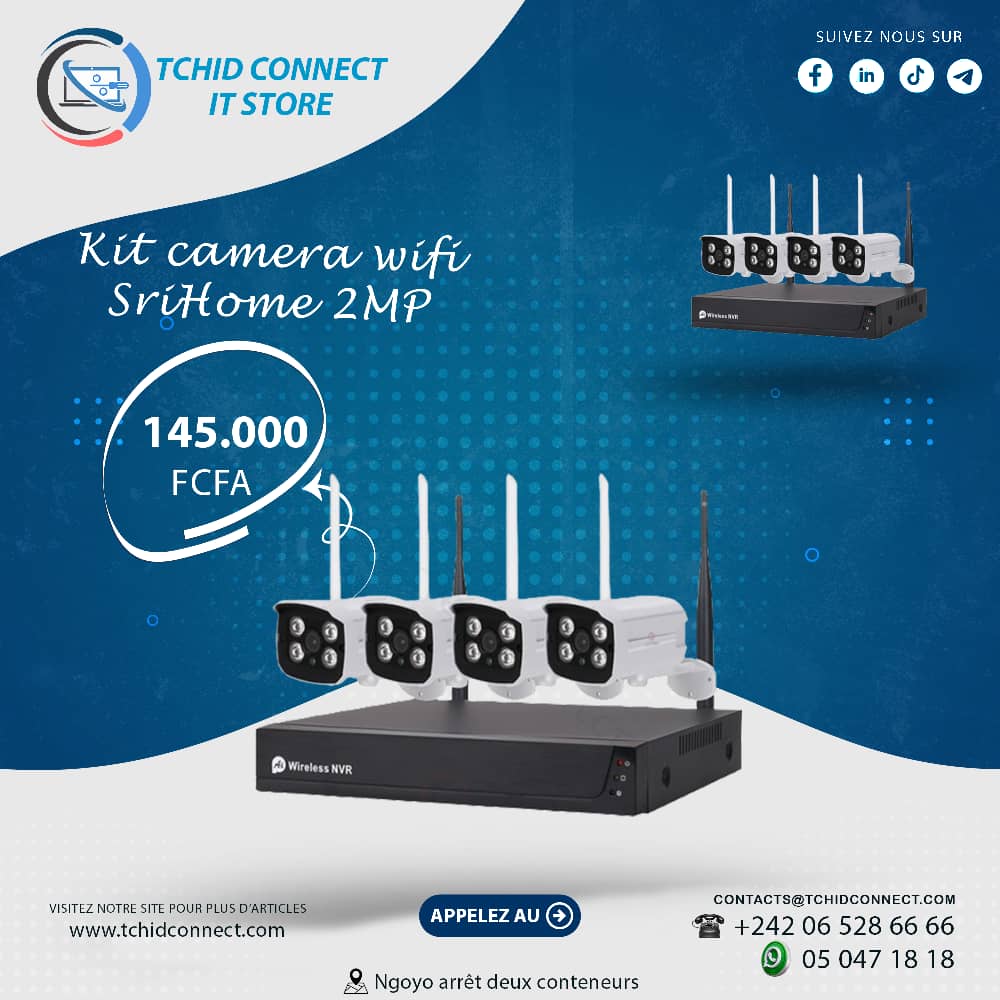 TCHID CONNECT
IT STORE
SUIVEZ NOUS SUR
Kit camera wifi
SriHome 2MP
145.000
FCFA
Wireless NVR
Wireless NVR
VISITEZ NOTRE SITE POUR PLUS D'ARTICLES
www.tchidconnect.com
APPELEZ AU
CONTACTS@TCHIDCONNECT.COM
+242 06 528 66 66
05 047 18 18
Ngoyo arrêt deux conteneurs